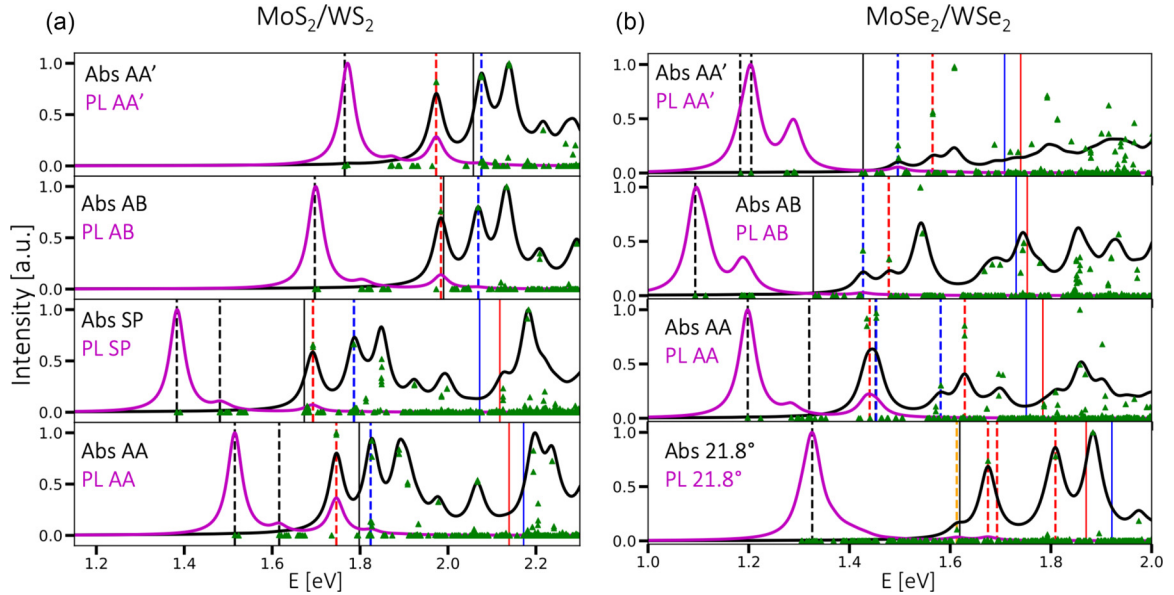 (a) MoS₂/WS₂
(b) MoSe₂/WSe₂
Intensity [a.u.]
Abs AA’
PL AA’
1.0
0.5
0.0
Abs AB
PL AB
1.0
0.5
0.0
Abs SP
PL SP
1.0
0.5
0.0
Abs AA
PL AA
1.0
0.5
0.0
1.2 1.4 1.6 1.8 2.0 2.2
E [eV]
Abs AA’
PL AA’
1.0
0.5
0.0
Abs AB
PL AB
1.0
0.5
0.0
Abs AA
PL AA
1.0
0.5
0.0
Abs 21.8°
PL 21.8°
1.0
0.5
0.0
1.0 1.2 1.4 1.6 1.8 2.0
E [eV]